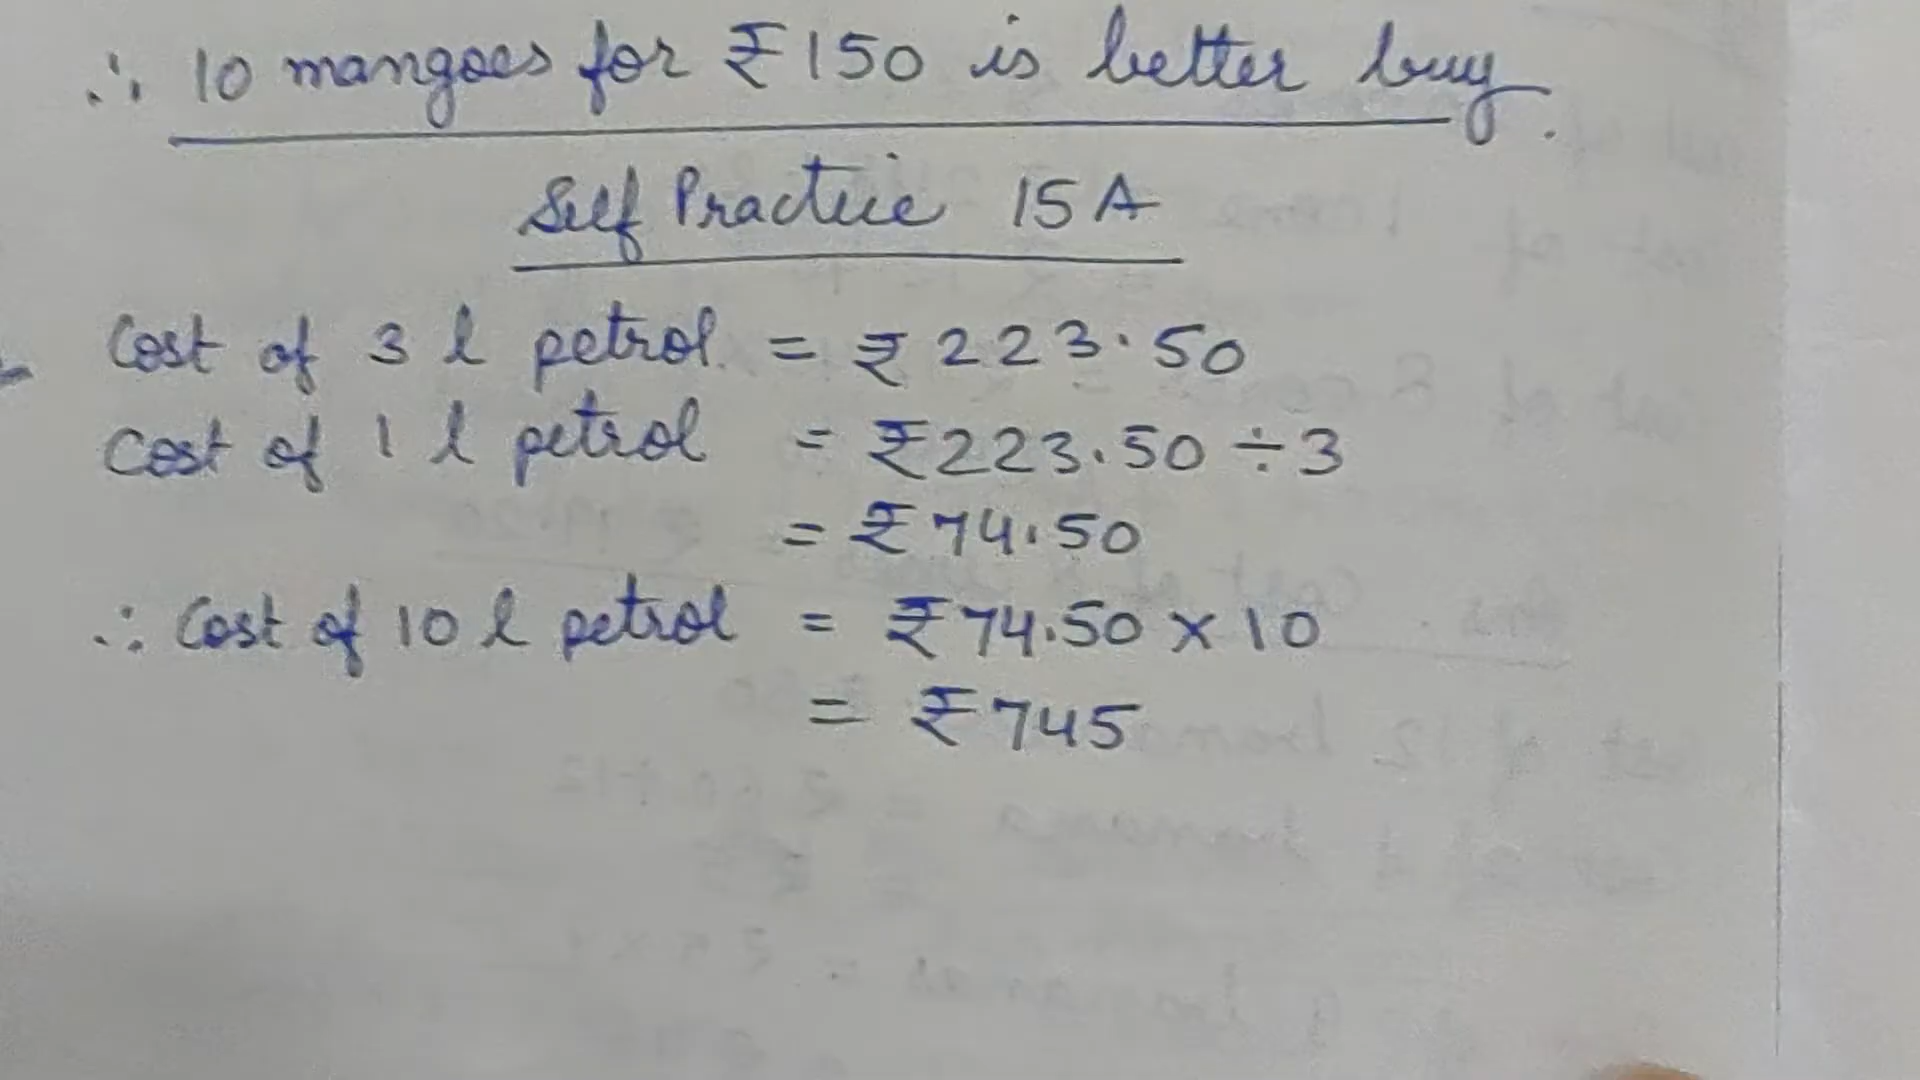 ∴ 10 mangoes for ₹150 is better buy.
Self Practice 15A
Cost of 3 l petrol = ₹223.50
Cost of 1 l petrol = ₹223.50 ÷ 3
= ₹74.50
∴ Cost of 10 l petrol = ₹74.50 × 10
= ₹745